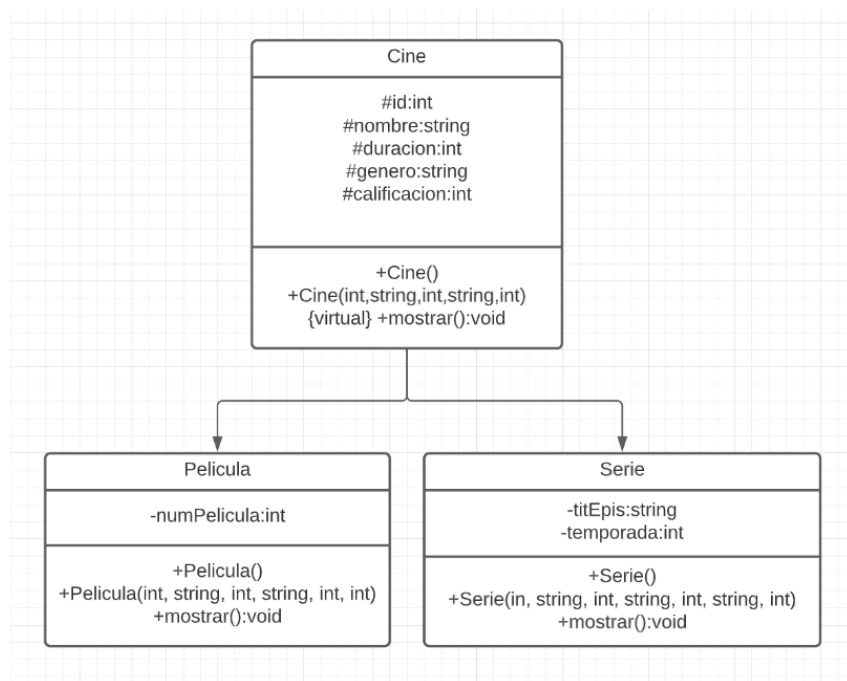 Cine
#id:int
#nombre:string
#duracion:int
#genero:string
#calificacion:int
+Cine()
+Cine(int,string,int,string,int)
{virtual} +mostrar():void
Pelicula
-numPelicula:int
+Pelicula()
+Pelicula(int, string, int, string, int, int)
+mostrar():void
Serie
-titEpis:string
-temporada:int
+Serie()
+Serie(in, string, int, string, int, string, int)
+mostrar():void